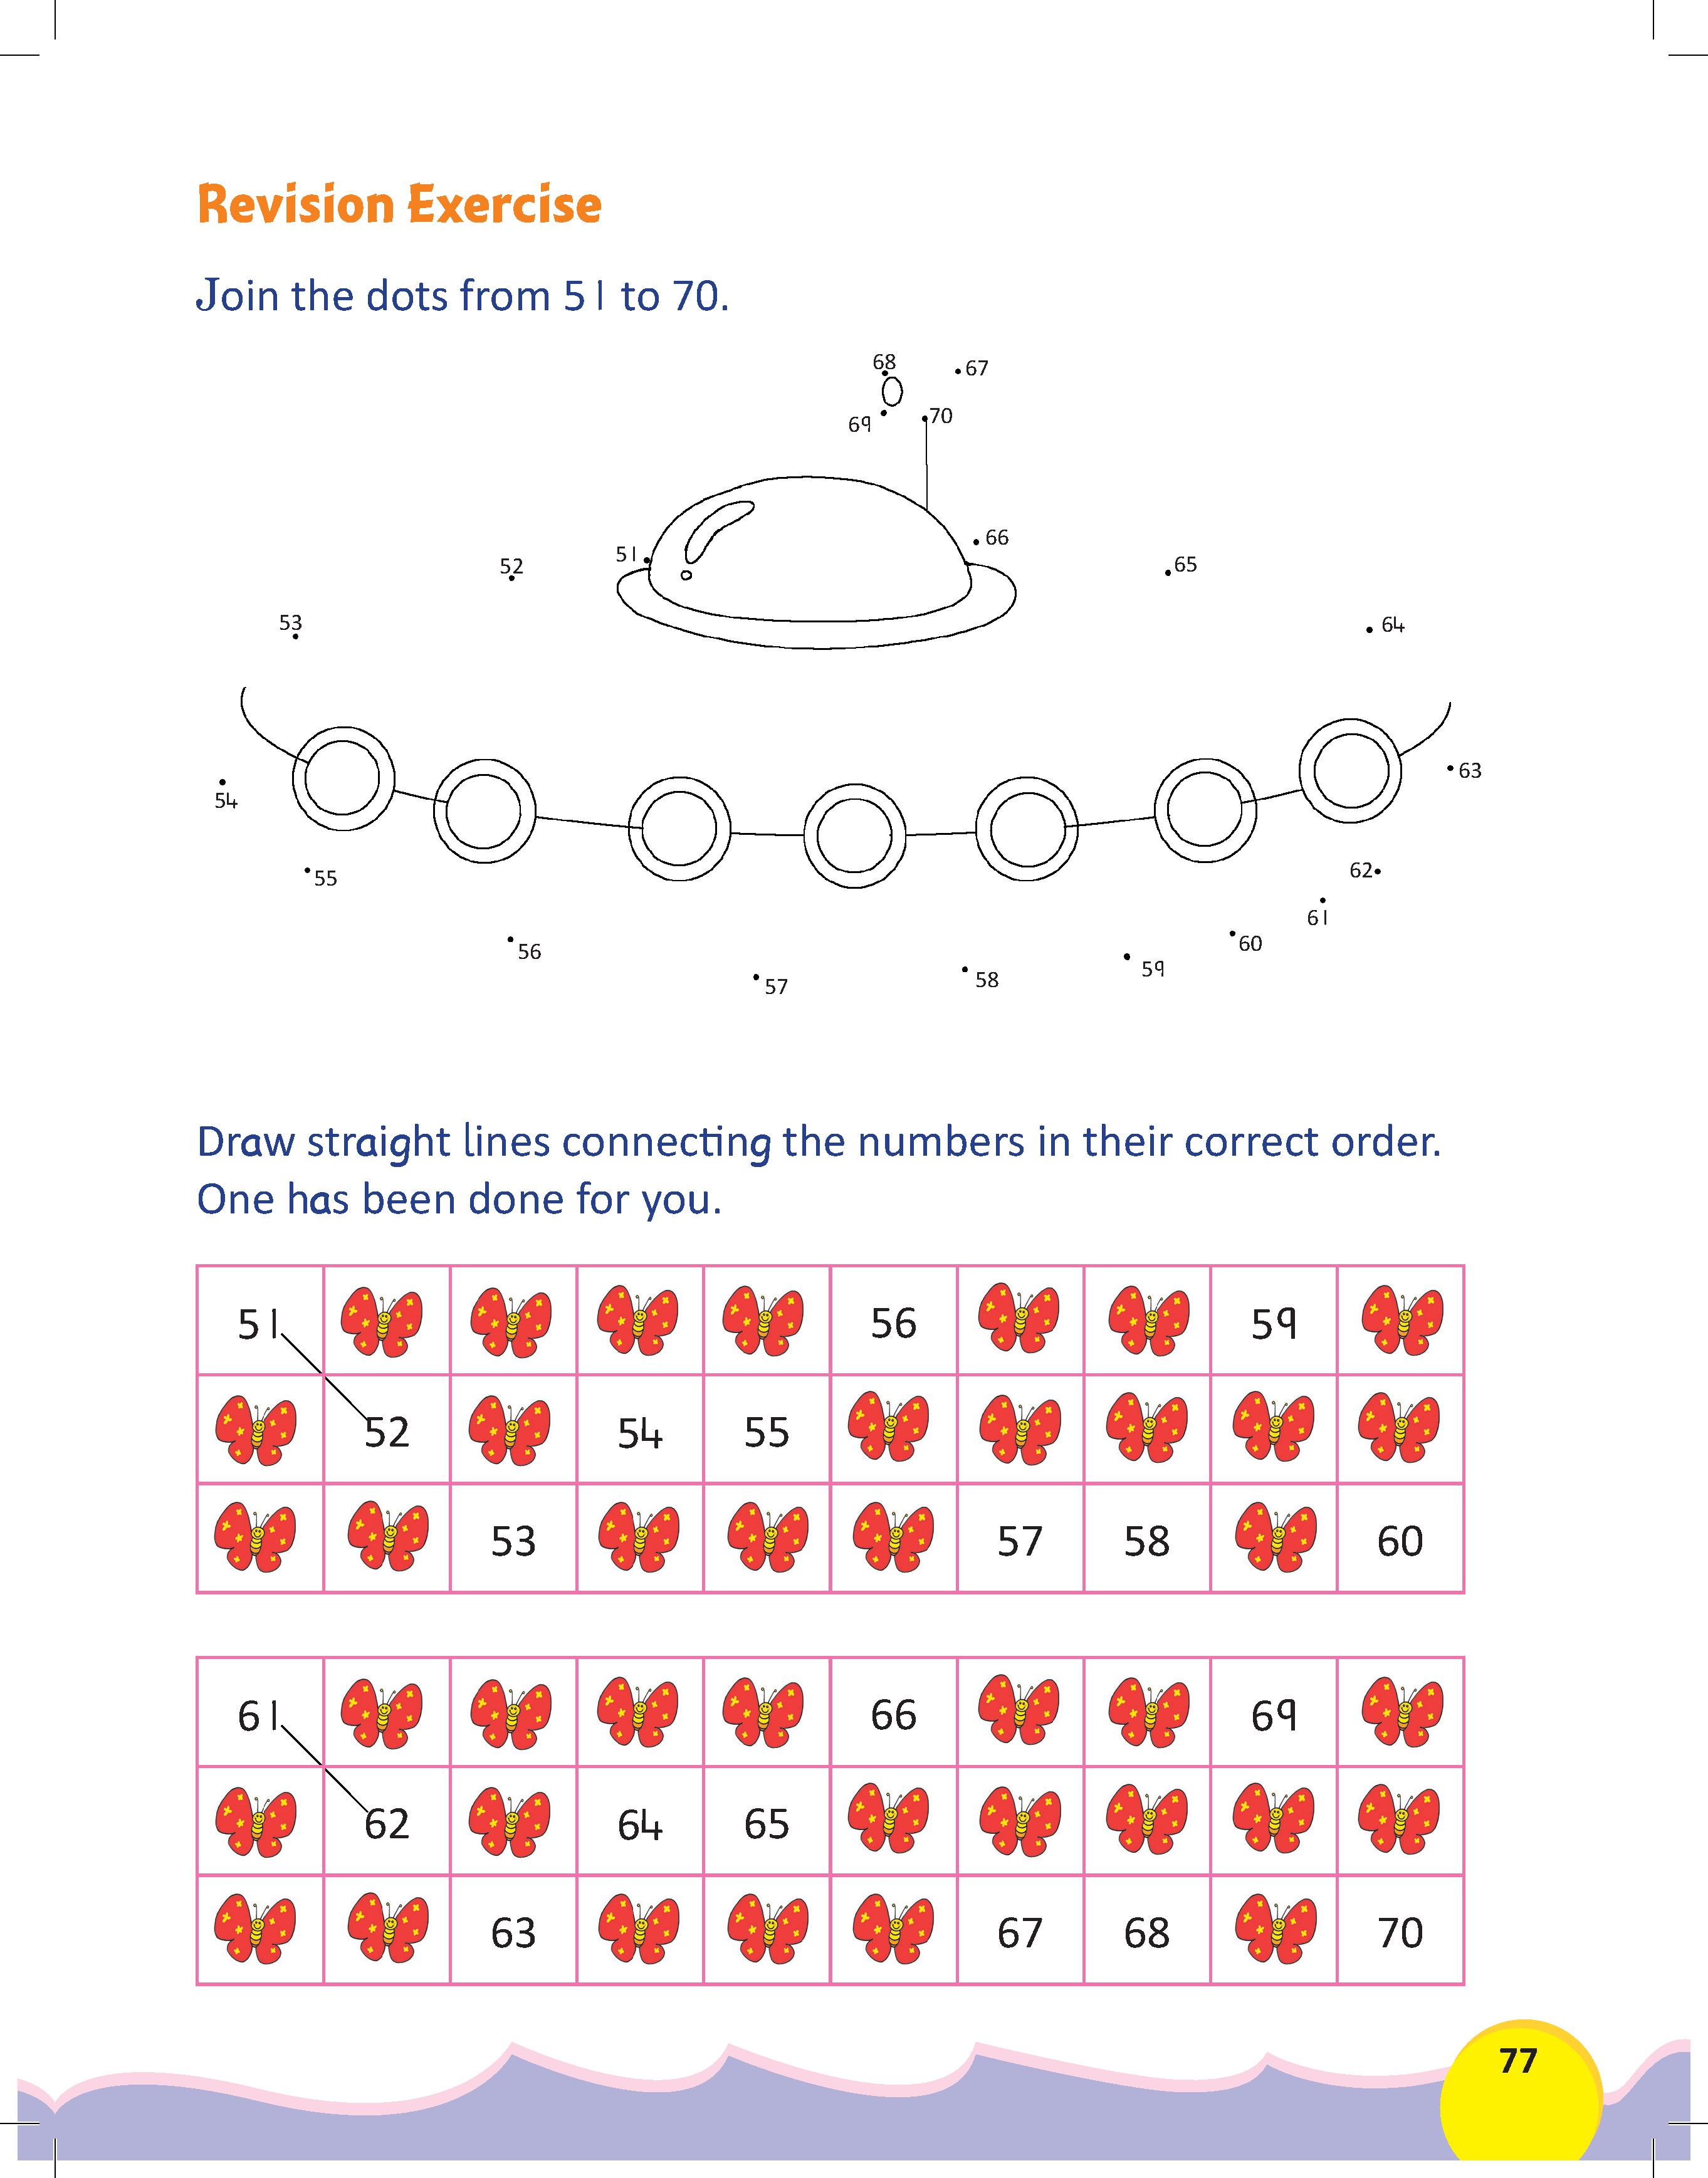 Revision Exercise
Join the dots from 51 to 70.
68
67
69
70
51
66
52
65
53
64
54
63
55
62
61
56
60
57
58
59
Draw straight lines connecting the numbers in their correct order.
One has been done for you.
51 56 59
52 54 55
53 57 58 60
61 66 69
62 64 65
63 67 68 70
77